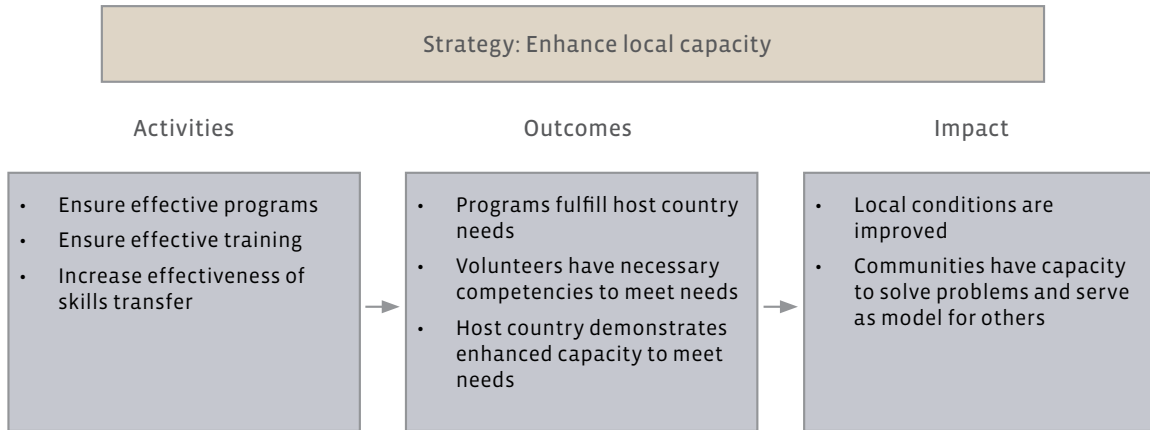 Strategy: Enhance local capacity
Activities
Outcomes
Impact
• Ensure effective programs
• Ensure effective training
• Increase effectiveness of
skills transfer
• Programs fulfill host country
needs
• Volunteers have necessary
competencies to meet needs
• Host country demonstrates
enhanced capacity to meet
needs
• Local conditions are
improved
• Communities have capacity
to solve problems and serve
as model for others